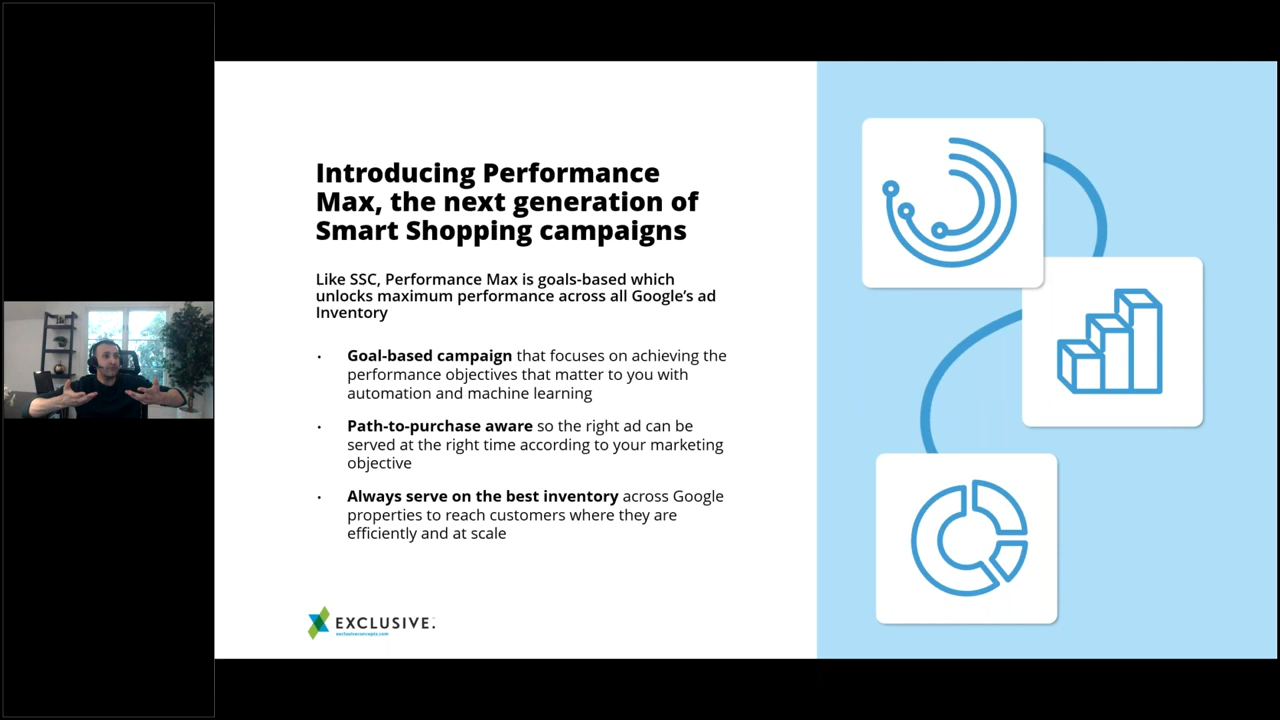 Introducing Performance
Max, the next generation of
Smart Shopping campaigns
Like SSC, Performance Max is goals-based which
unlocks maximum performance across all Google’s ad
Inventory
• Goal-based campaign that focuses on achieving the
performance objectives that matter to you with
automation and machine learning
• Path-to-purchase aware so the right ad can be
served at the right time according to your marketing
objective
• Always serve on the best inventory across Google
properties to reach customers where they are
efficiently and at scale
EXCLUSIVE.
exclusiveconcepts.com